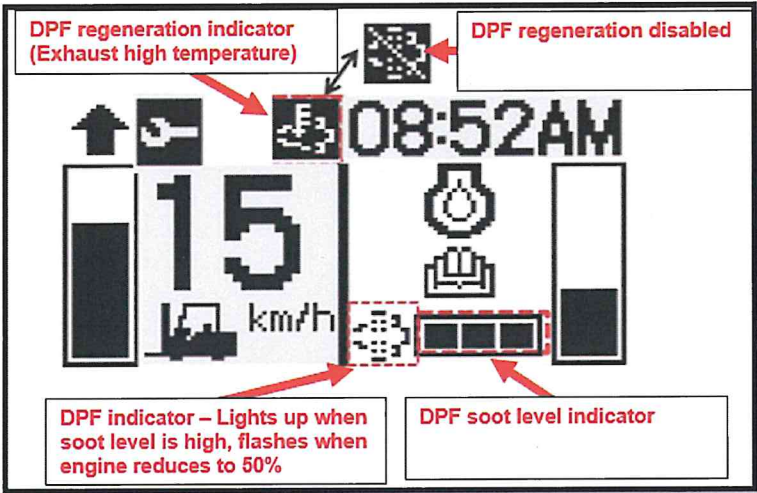 DPF regeneration indicator
(Exhaust high temperature)
DPF regeneration disabled
08:52AM
15
km/h
DPF indicator – Lights up when
soot level is high, flashes when
engine reduces to 50%
DPF soot level indicator